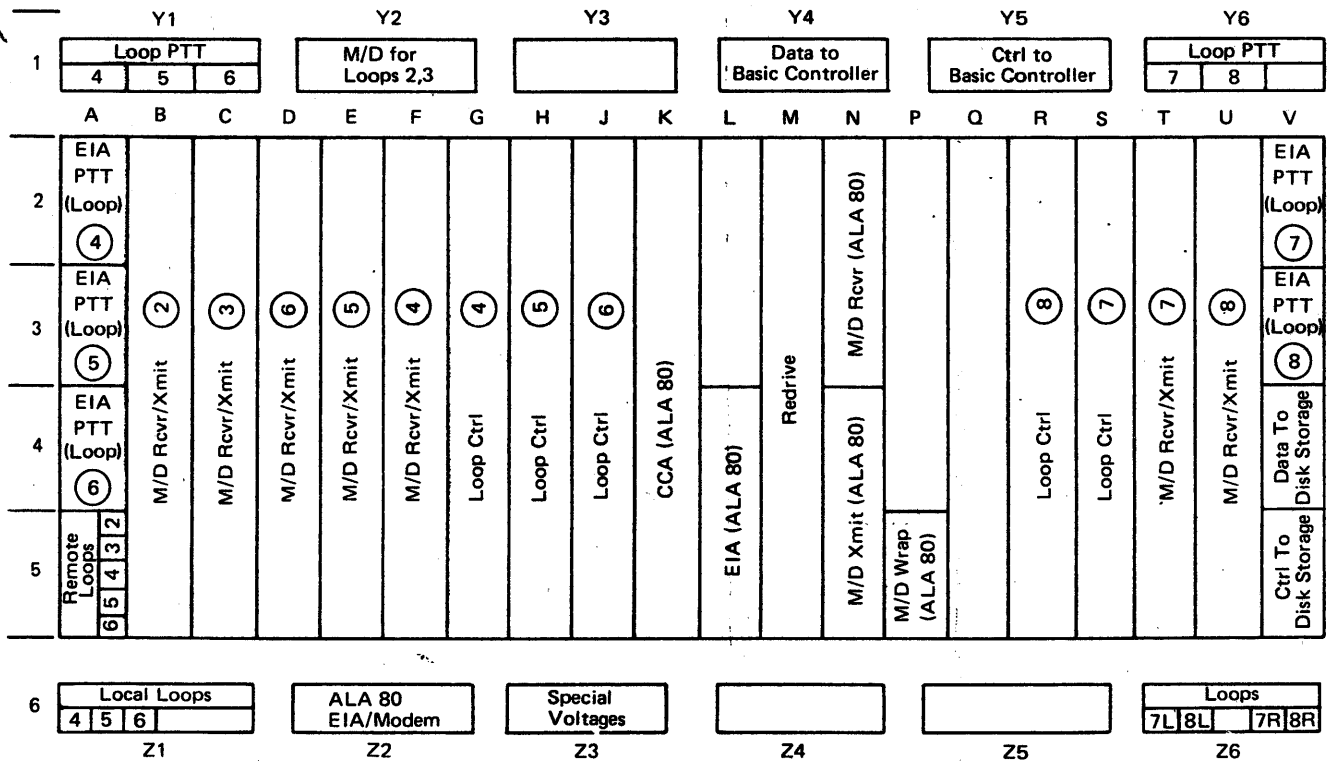 Y1 Y2 Y3 Y4 Y5 Y6
1
Loop PTT
4 5 6
M/D for
Loops 2,3
Data to
Basic Controller
Ctrl to
Basic Controller
Loop PTT
7 8
A B C D E F G H J K L M N P Q R S T U V
2
3
4
5
EIA
PTT
(Loop)
4
EIA
PTT
(Loop)
5
EIA
PTT
(Loop)
6
Remote
Loops
6 5 4 3 2
M/D Rcvr/Xmit 2
M/D Rcvr/Xmit 3
M/D Rcvr/Xmit 6
M/D Rcvr/Xmit 5
M/D Rcvr/Xmit 4
Loop Ctrl 4
Loop Ctrl 5
Loop Ctrl 6
CCA (ALA 80)
EIA (ALA 80)
Redrive
M/D Rcvr (ALA 80)
M/D Xmit (ALA 80)
M/D Wrap
(ALA 80)
Loop Ctrl 8
Loop Ctrl 7
M/D Rcvr/Xmit 7
M/D Rcvr/Xmit 8
EIA
PTT
(Loop)
7
EIA
PTT
(Loop)
8
Data To
Disk Storage
Ctrl To
Disk Storage
6
Local Loops
4 5 6
ALA 80
EIA/Modem
Special
Voltages
Loops
7L 8L 7R 8R
Z1 Z2 Z3 Z4 Z5 Z6